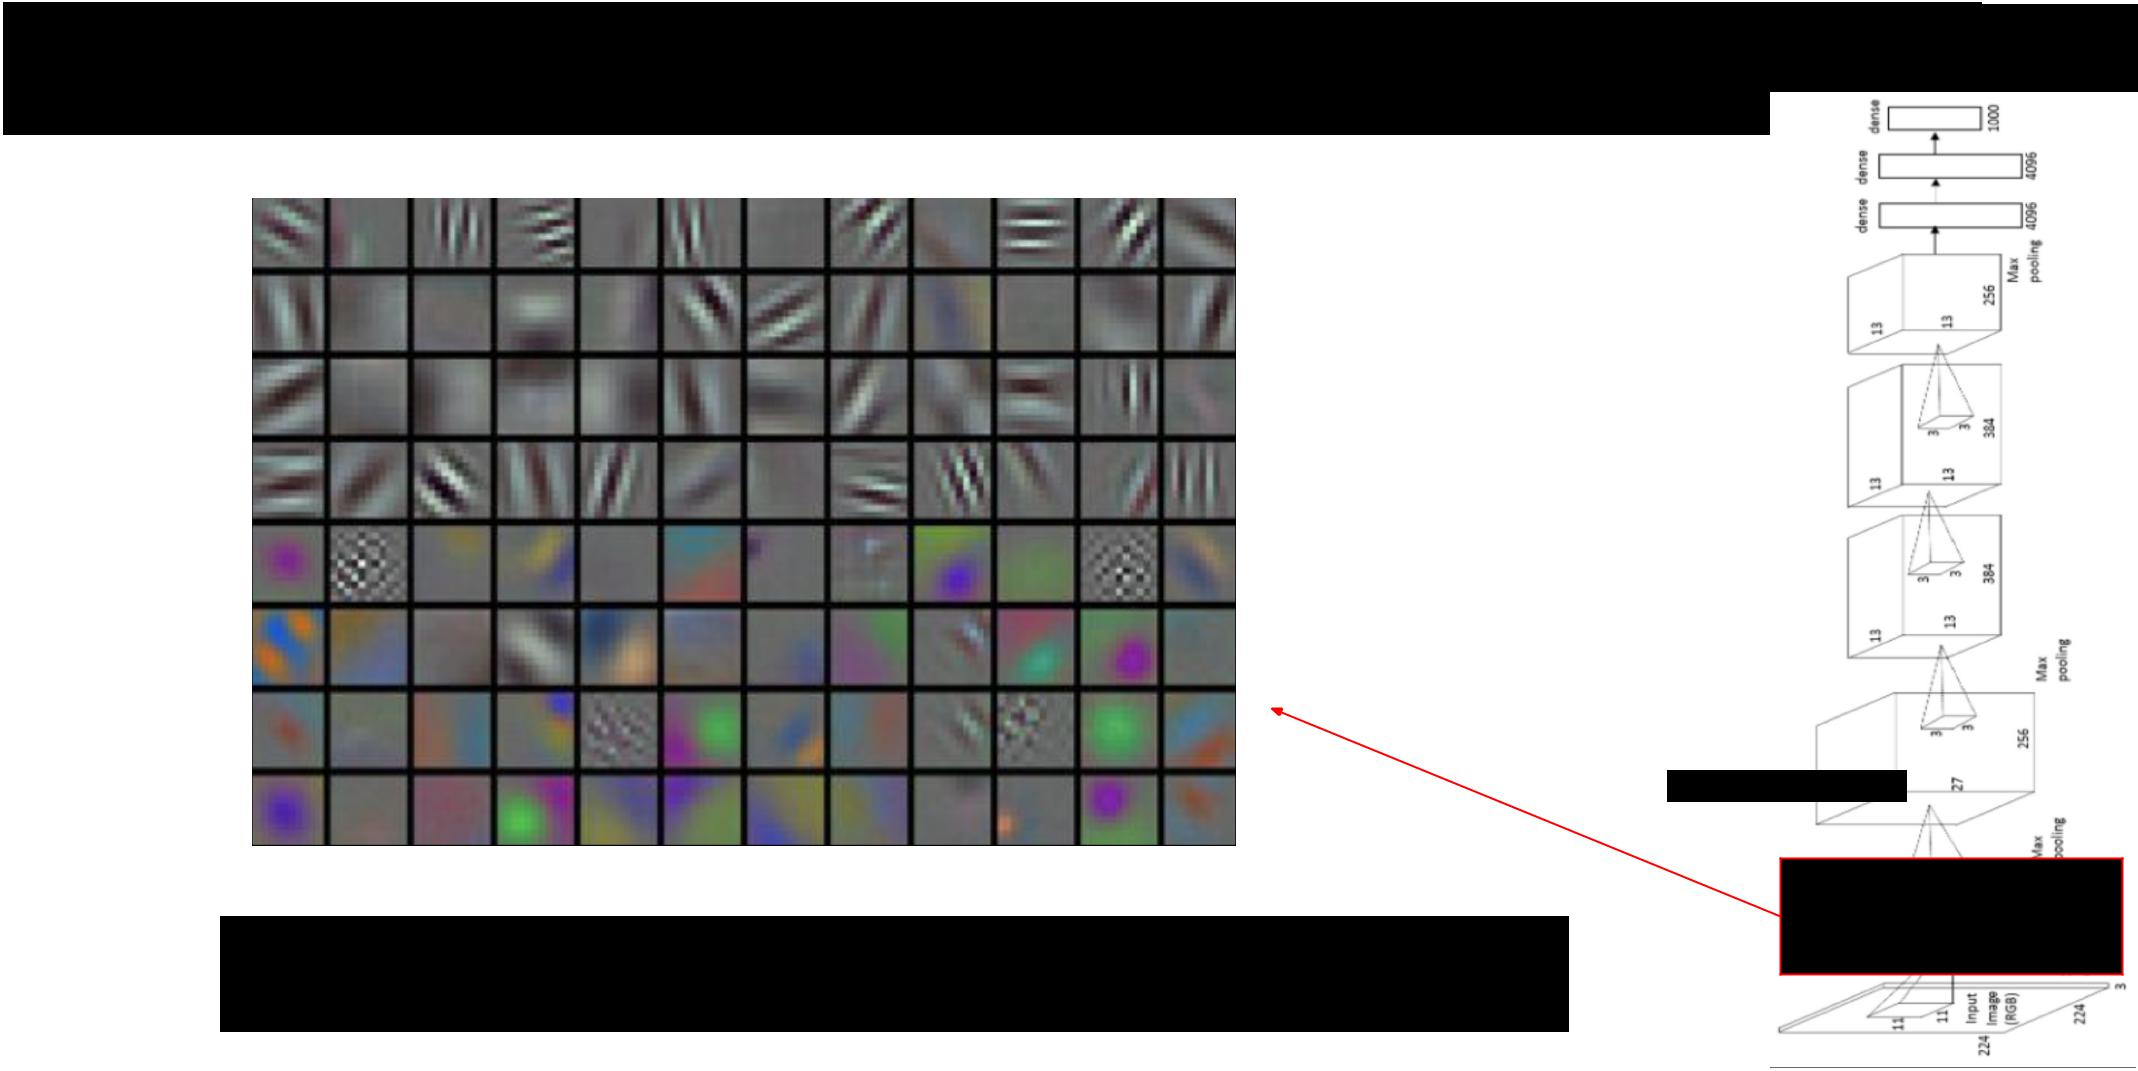 dense
1000
dense
4096
dense
4096
Max
pooling
256
13
13
3
3
384
13
13
3
3
384
13
13
Max
pooling
3
3
256
27
Max
pooling
3
11
11
Input
Image
(RGB)
224
224